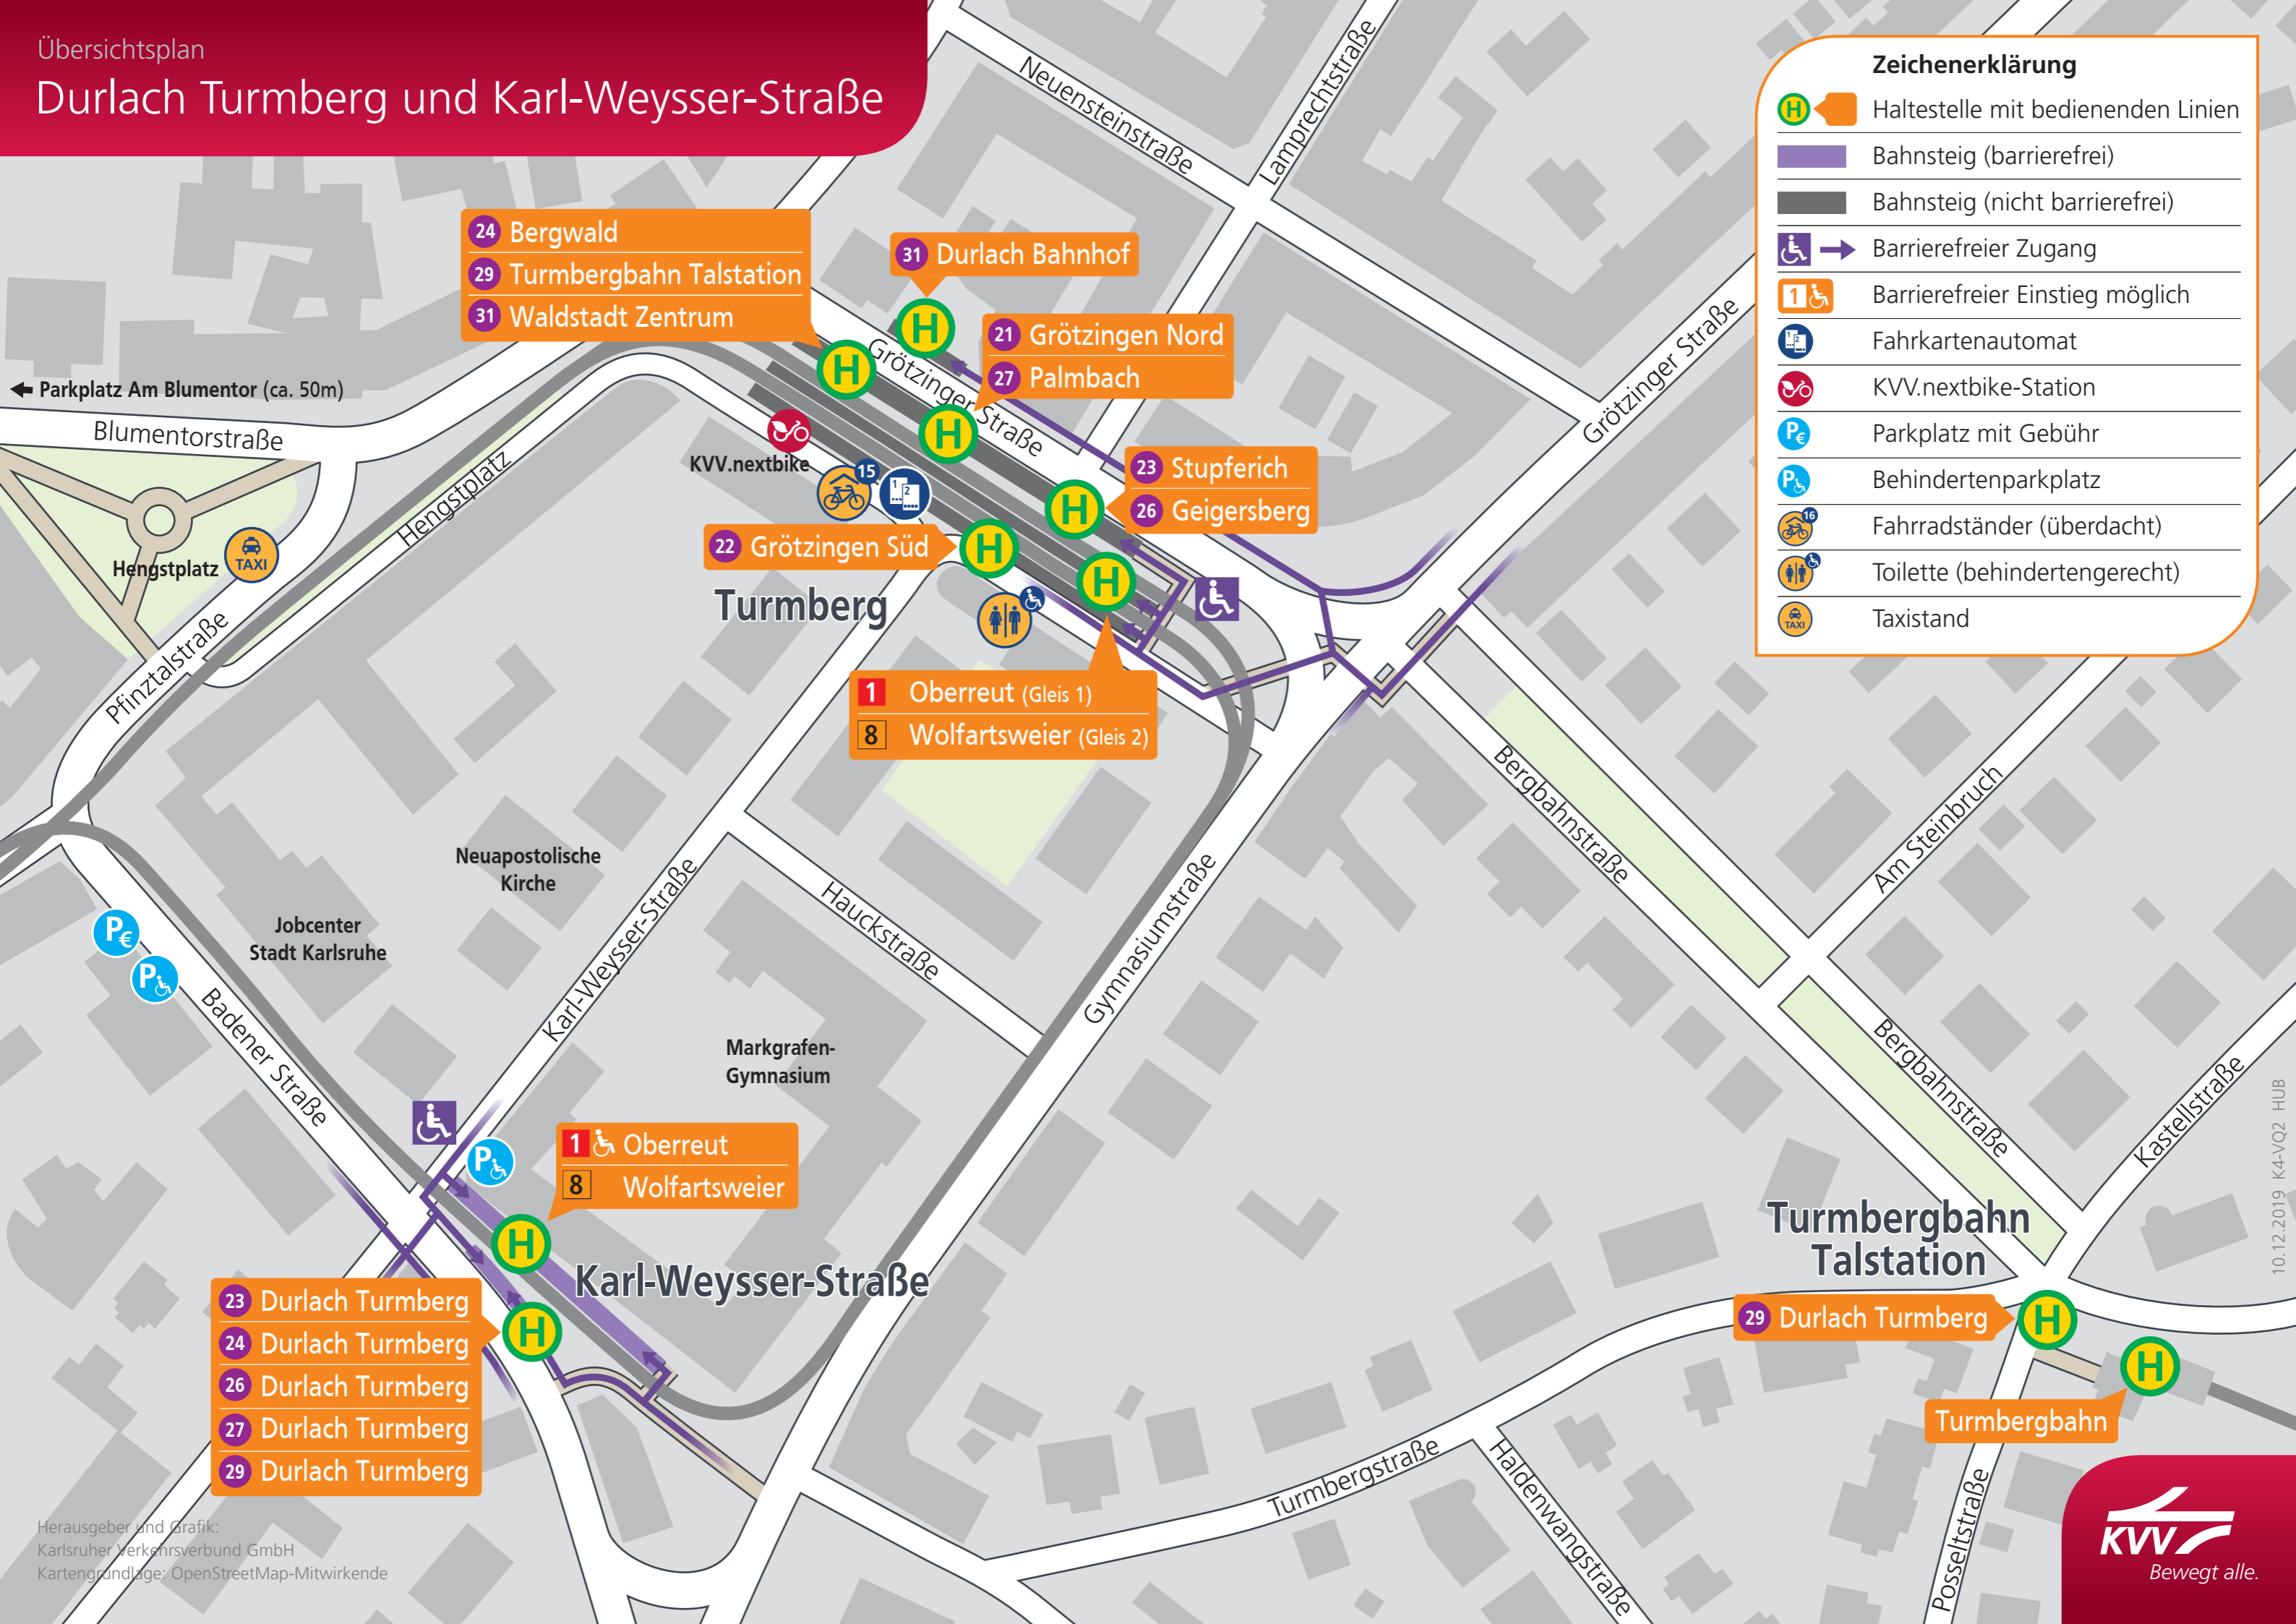 Übersichtsplan
Durlach Turmberg und Karl-Weysser-Straße
Zeichenerklärung
H Haltestelle mit bedienenden Linien
Bahnsteig (barrierefrei)
Bahnsteig (nicht barrierefrei)
Barrierefreier Zugang
1 Barrierefreier Einstieg möglich
1 2 Fahrkartenautomat
KVV.nextbike-Station
P€ Parkplatz mit Gebühr
P Behindertenparkplatz
16 Fahrradständer (überdacht)
Toilette (behindertengerecht)
TAXI Taxistand
Neuensteinstraße
Lamprechtstraße
24 Bergwald
29 Turmbergbahn Talstation
31 Waldstadt Zentrum
31 Durlach Bahnhof
H
H
21 Grötzingen Nord
27 Palmbach
H
Grötzinger Straße
Grötzinger Straße
Parkplatz Am Blumentor (ca. 50m)
Blumentorstraße
Hengstplatz
KVV.nextbike
15
1 2
23 Stupferich
26 Geigersberg
H
22 Grötzingen Süd
H
H
Hengstplatz
TAXI
Turmberg
Pfinztalstraße
1 Oberreut (Gleis 1)
8 Wolfartsweier (Gleis 2)
Bergbahnstraße
Am Steinbruch
Neuapostolische
Kirche
Jobcenter
Stadt Karlsruhe
P€
P
Karl-Weysser-Straße
Hauckstraße
Gymnasiumstraße
Badener Straße
Markgrafen-
Gymnasium
Bergbahnstraße
Kastellstraße
P
1 Oberreut
8 Wolfartsweier
H
Karl-Weysser-Straße
H
23 Durlach Turmberg
24 Durlach Turmberg
26 Durlach Turmberg
27 Durlach Turmberg
29 Durlach Turmberg
Turmbergbahn
Talstation
29 Durlach Turmberg
H
H
Turmbergbahn
Turmbergstraße
Haldenwangstraße
Posseltstraße
10.12.2019 K4-VQ2 HUB
Herausgeber und Grafik:
Karlsruher Verkehrsverbund GmbH
Kartengrundlage: OpenStreetMap-Mitwirkende
KVV
Bewegt alle.